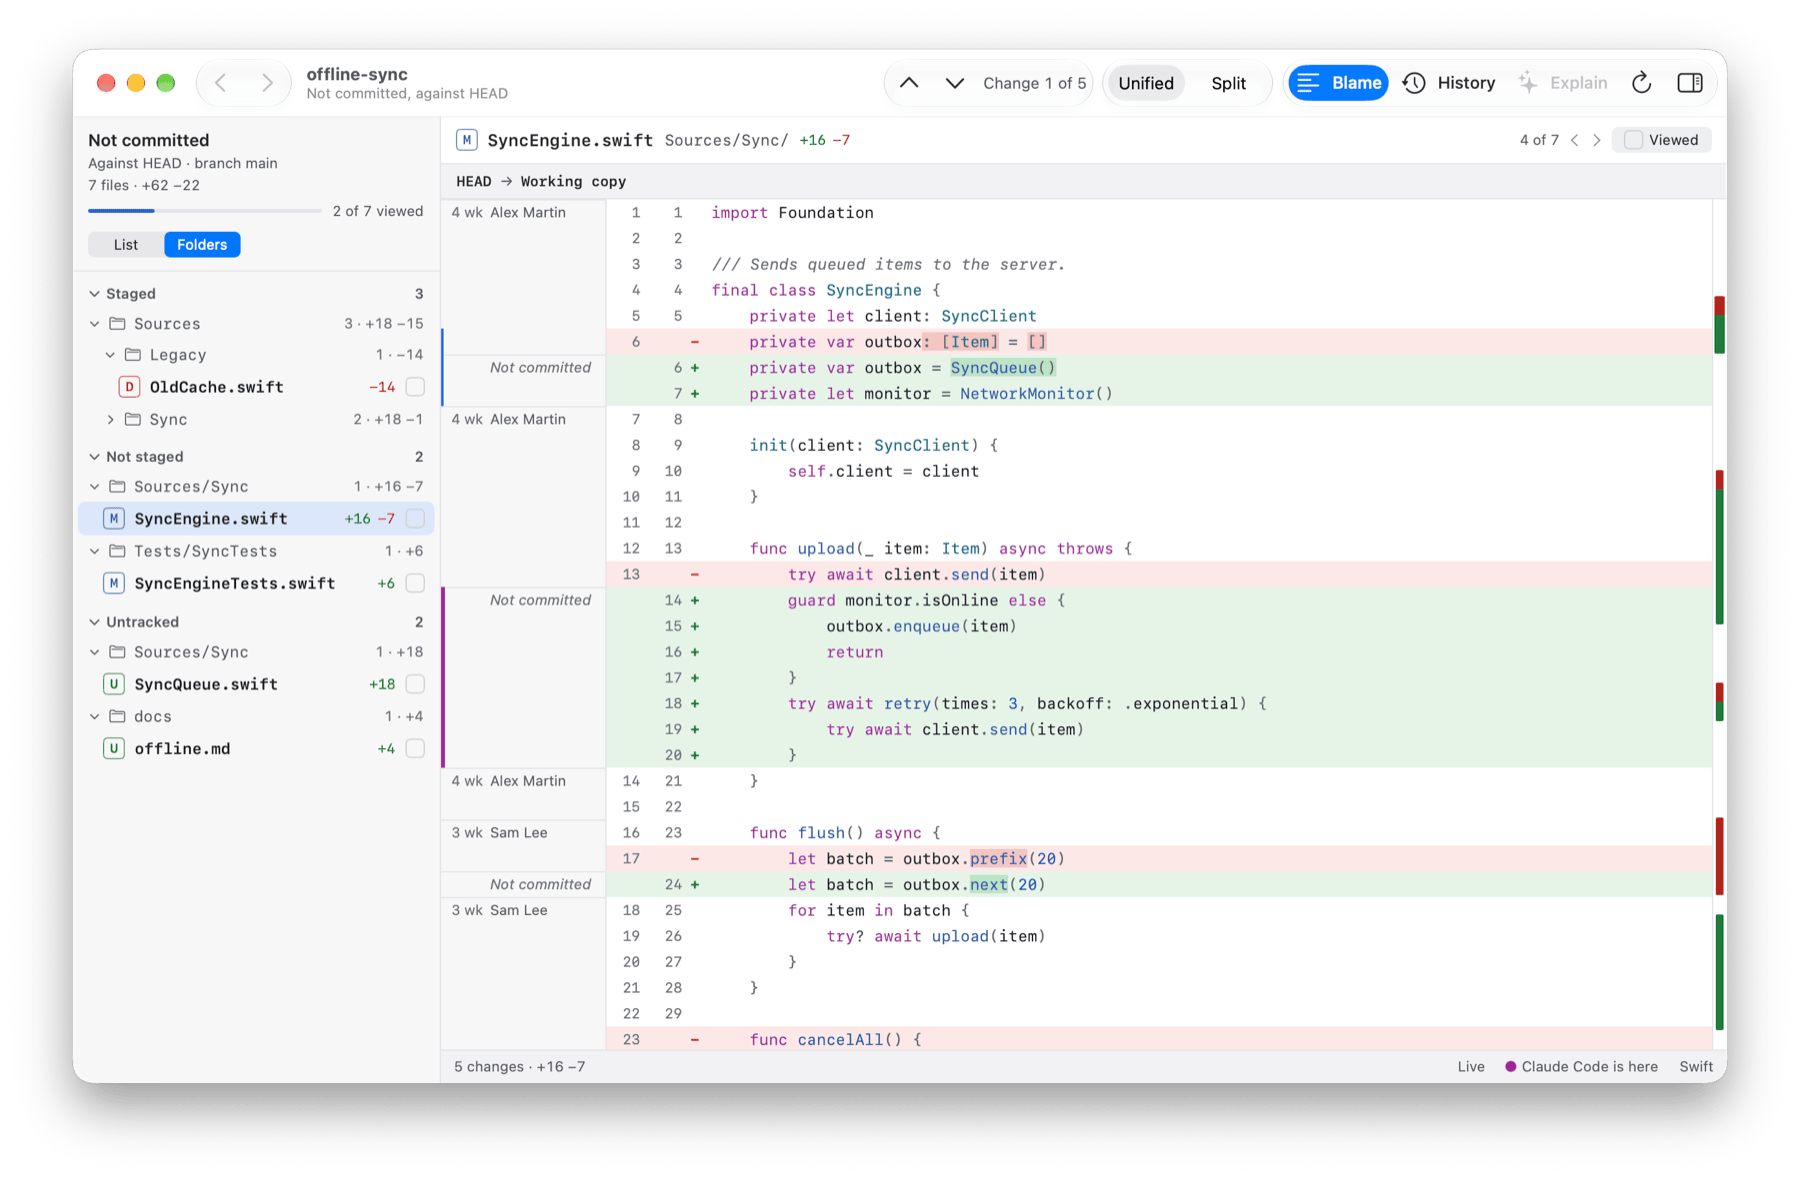 offline-sync
Not committed, against HEAD
Change 1 of 5
Unified
Split
Blame
History
Explain
Not committed
Against HEAD · branch main
7 files · +62 −22
2 of 7 viewed
List
Folders
Staged 3
Sources 3 · +18 −15
Legacy 1 · −14
D OldCache.swift −14
Sync 2 · +18 −1
Not staged 2
Sources/Sync 1 · +16 −7
M SyncEngine.swift +16 −7
Tests/SyncTests 1 · +6
M SyncEngineTests.swift +6
Untracked 2
Sources/Sync 1 · +18
U SyncQueue.swift +18
docs 1 · +4
U offline.md +4
M SyncEngine.swift Sources/Sync/ +16 −7
4 of 7
Viewed
HEAD → Working copy
4 wk Alex Martin 1 1 import Foundation
2 2
3 3 /// Sends queued items to the server.
4 4 final class SyncEngine {
5 5 private let client: SyncClient
6 − private var outbox: [Item] = []
Not committed 6 + private var outbox = SyncQueue()
7 + private let monitor = NetworkMonitor()
4 wk Alex Martin 7 8
8 9 init(client: SyncClient) {
9 10 self.client = client
10 11 }
11 12
12 13 func upload(_ item: Item) async throws {
13 − try await client.send(item)
Not committed 14 + guard monitor.isOnline else {
15 + outbox.enqueue(item)
16 + return
17 + }
18 + try await retry(times: 3, backoff: .exponential) {
19 + try await client.send(item)
20 + }
4 wk Alex Martin 14 21 }
15 22
3 wk Sam Lee 16 23 func flush() async {
17 − let batch = outbox.prefix(20)
Not committed 24 + let batch = outbox.next(20)
3 wk Sam Lee 18 25 for item in batch {
19 26 try? await upload(item)
20 27 }
21 28 }
22 29
23 − func cancelAll() {
5 changes · +16 −7
Live
Claude Code is here
Swift